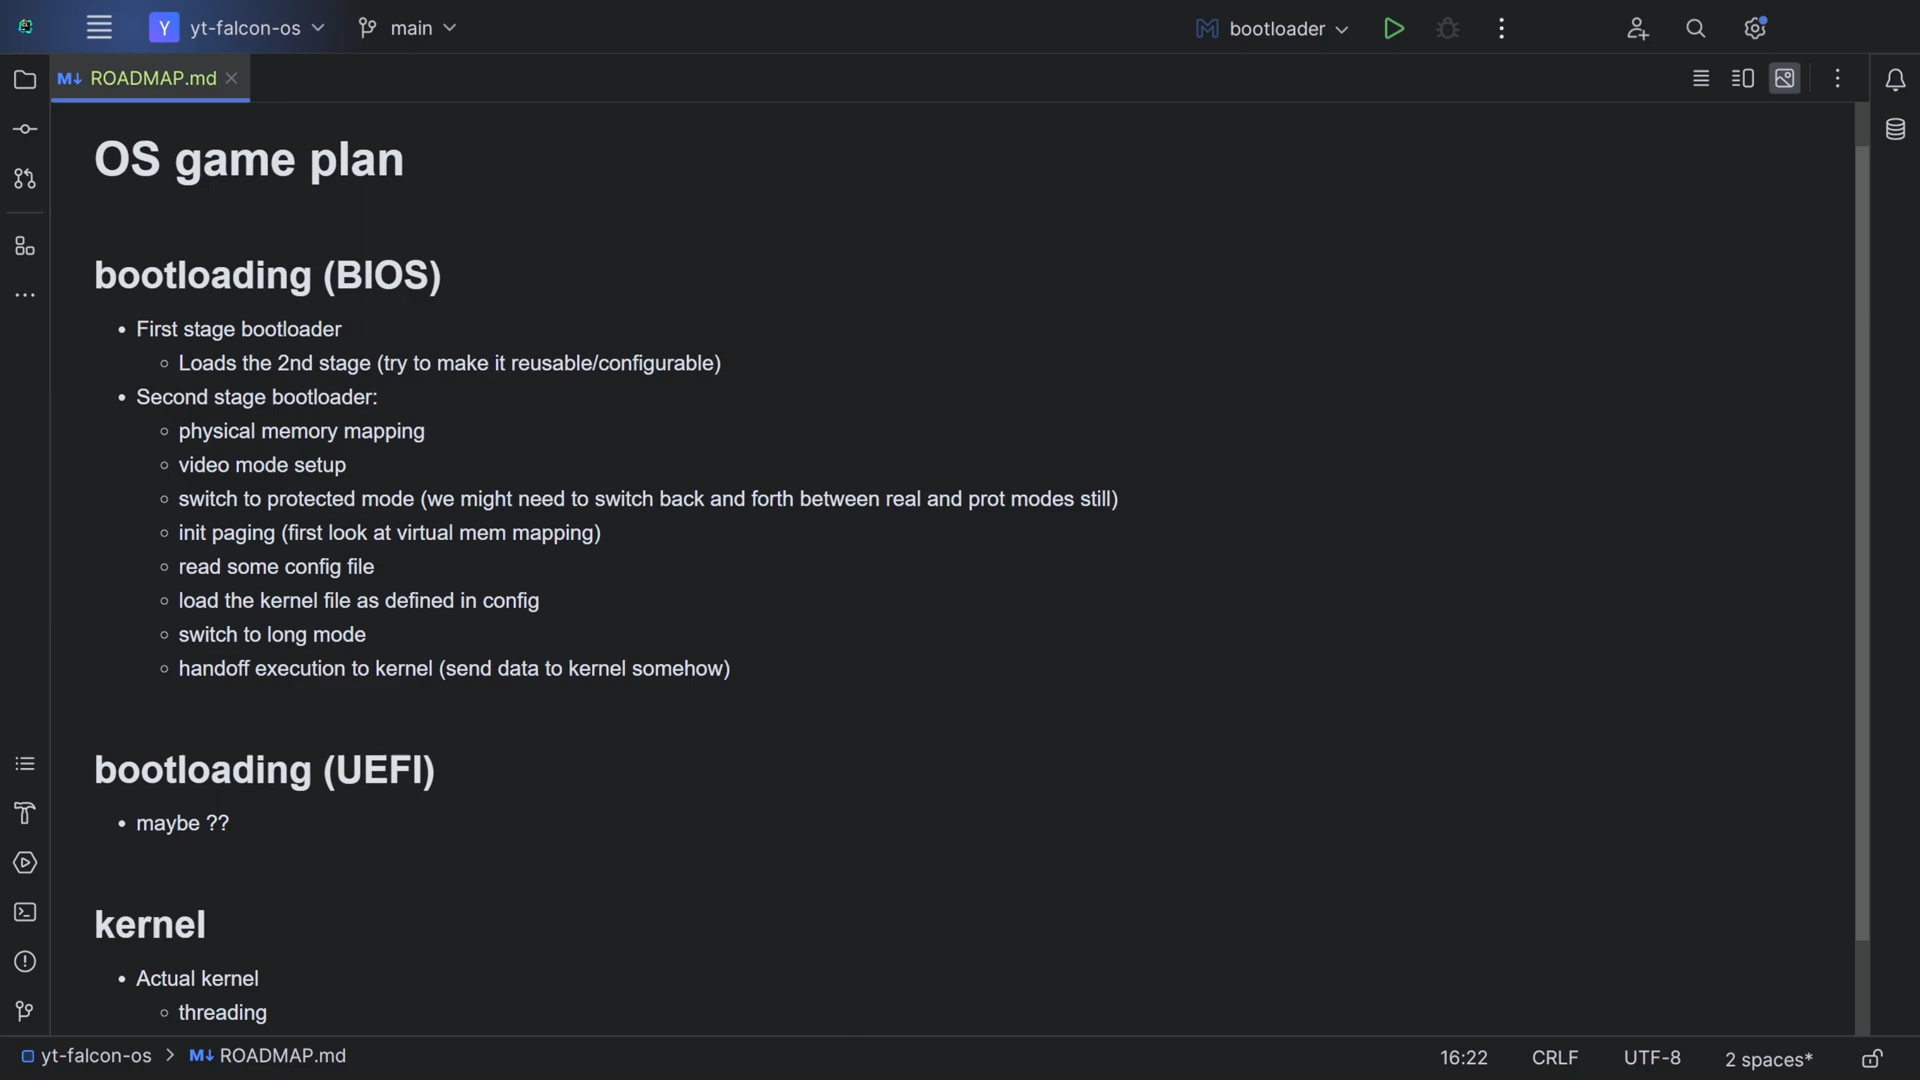 Y yt-falcon-os main bootloader
M↓ ROADMAP.md
OS game plan
bootloading (BIOS)
• First stage bootloader
◦ Loads the 2nd stage (try to make it reusable/configurable)
• Second stage bootloader:
◦ physical memory mapping
◦ video mode setup
◦ switch to protected mode (we might need to switch back and forth between real and prot modes still)
◦ init paging (first look at virtual mem mapping)
◦ read some config file
◦ load the kernel file as defined in config
◦ switch to long mode
◦ handoff execution to kernel (send data to kernel somehow)
bootloading (UEFI)
• maybe ??
kernel
• Actual kernel
◦ threading
yt-falcon-os > M↓ ROADMAP.md 16:22 CRLF UTF-8 2 spaces*